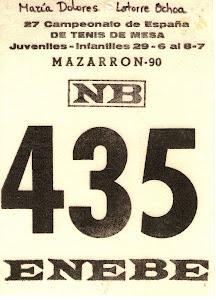 María Dolores Latorre Ochoa
27 Campeonato de España
DE TENIS DE MESA
Juveniles - Infantiles 29 - 6 al 8-7
MAZARRON-90
NB
435
ENEBE